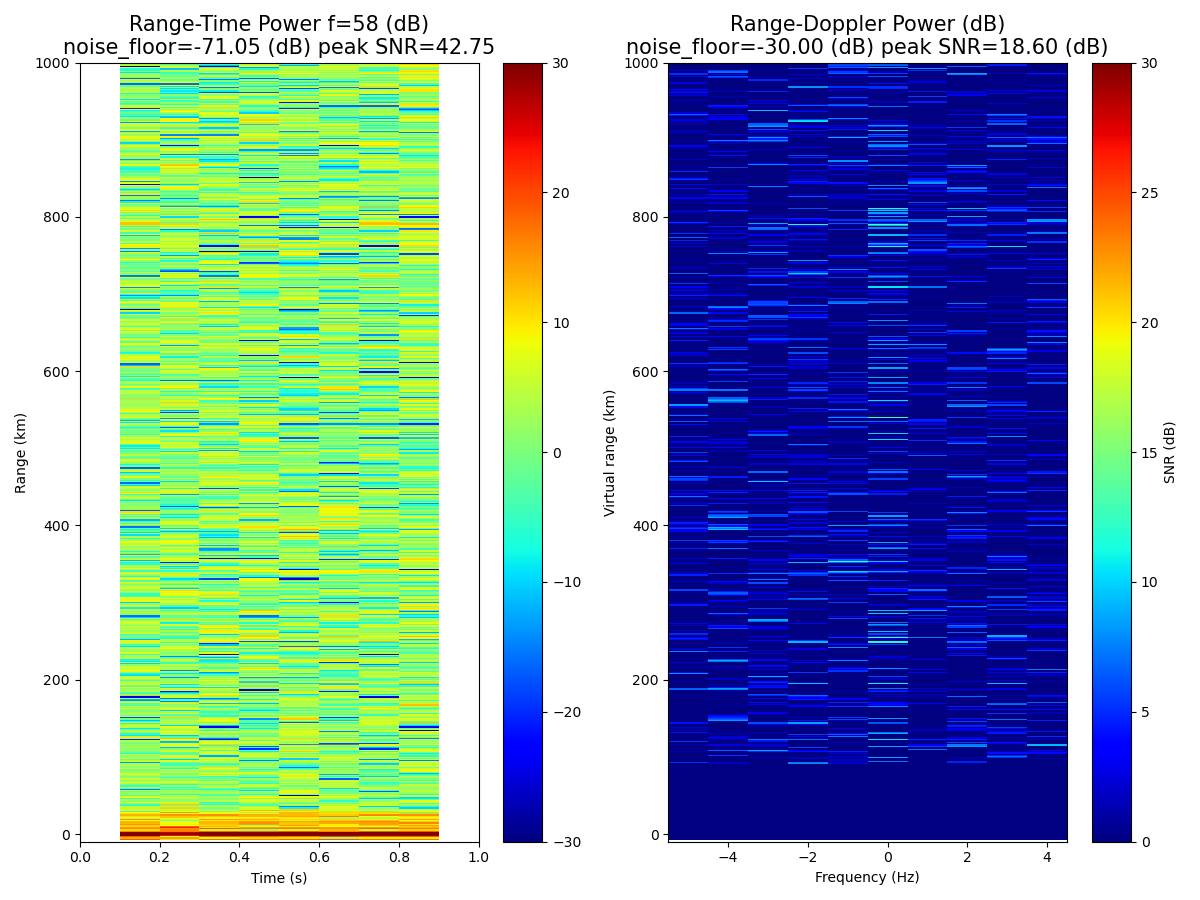 Range-Time Power f=58 (dB)
noise_floor=-71.05 (dB) peak SNR=42.75
Range-Doppler Power (dB)
noise_floor=-30.00 (dB) peak SNR=18.60 (dB)
1000
800
600
400
200
0
Range (km)
0.0 0.2 0.4 0.6 0.8 1.0
Time (s)
30
20
10
0
−10
−20
−30
1000
800
600
400
200
0
Virtual range (km)
−4 −2 0 2 4
Frequency (Hz)
30
25
20
15
10
5
0
SNR (dB)